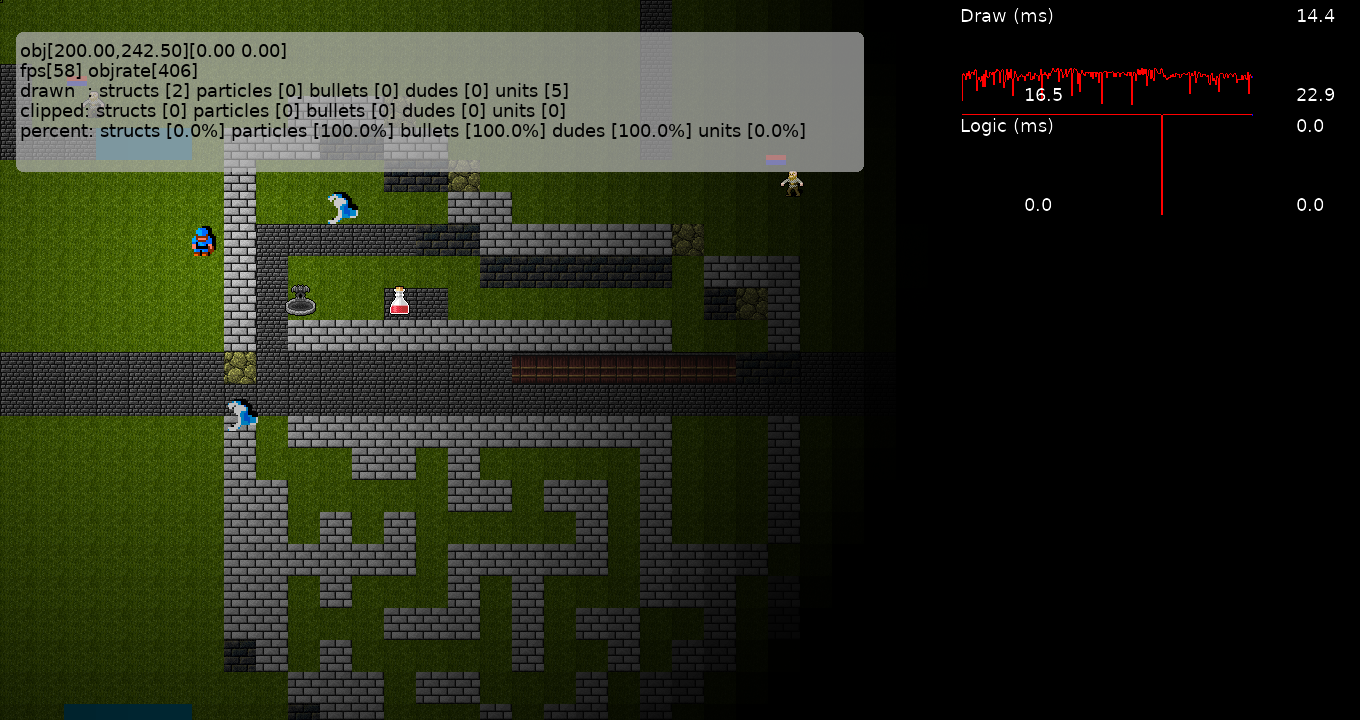 obj[200.00,242.50][0.00 0.00]
fps[58] objrate[406]
drawn  : structs [2] particles [0] bullets [0] dudes [0] units [5]
clipped: structs [0] particles [0] bullets [0] dudes [0] units [0]
percent: structs [0.0%] particles [100.0%] bullets [100.0%] dudes [100.0%] units [0.0%]
Draw (ms) 14.4
16.5 22.9
Logic (ms) 0.0
0.0 0.0